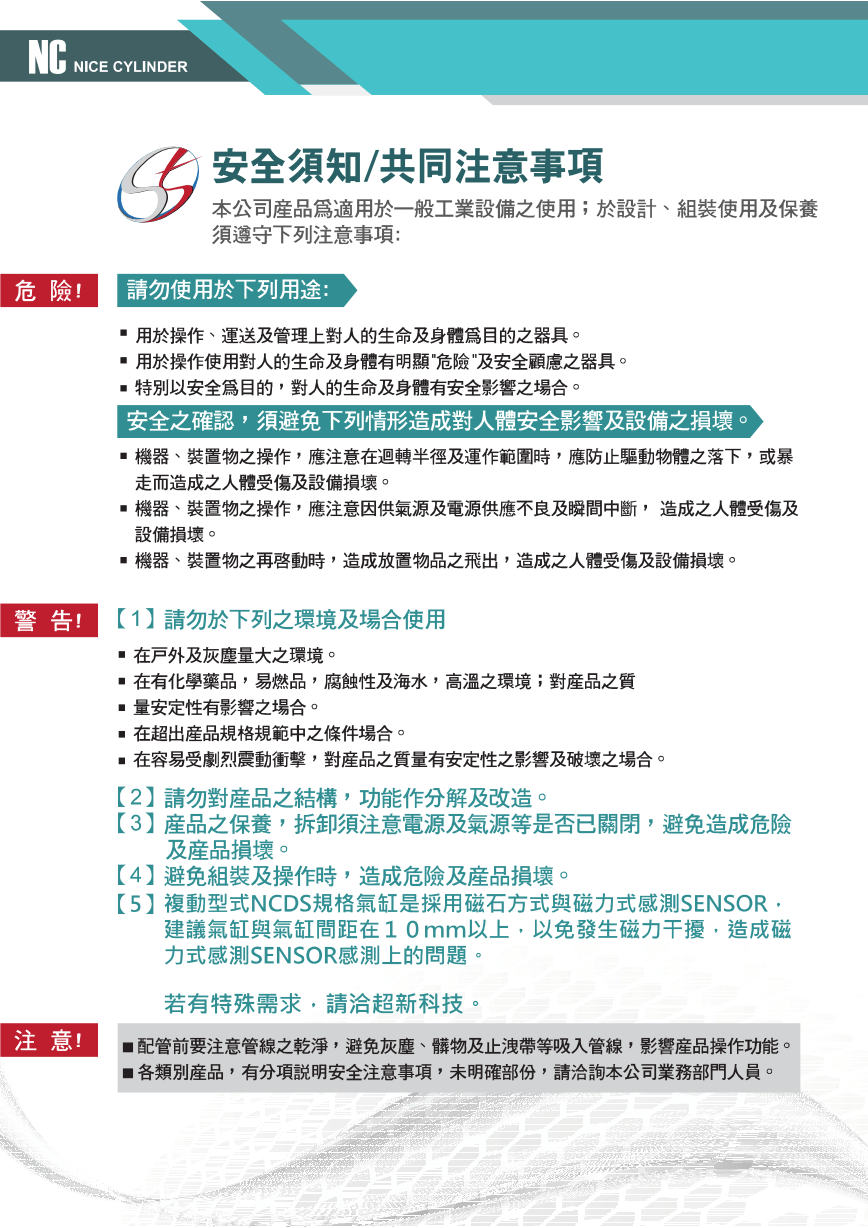 NC NICE CYLINDER
安全須知/共同注意事項
本公司産品爲適用於一般工業設備之使用；於設計、組裝使用及保養
須遵守下列注意事項:
危 險!
請勿使用於下列用途:
▪ 用於操作、運送及管理上對人的生命及身體爲目的之器具。
▪ 用於操作使用對人的生命及身體有明顯"危險"及安全顧慮之器具。
▪ 特別以安全爲目的，對人的生命及身體有安全影響之場合。
安全之確認，須避免下列情形造成對人體安全影響及設備之損壞。
▪ 機器、裝置物之操作，應注意在迴轉半徑及運作範圍時，應防止驅動物體之落下，或暴
走而造成之人體受傷及設備損壞。
▪ 機器、裝置物之操作，應注意因供氣源及電源供應不良及瞬間中斷， 造成之人體受傷及
設備損壞。
▪ 機器、裝置物之再啓動時，造成放置物品之飛出，造成之人體受傷及設備損壞。
警 告!
【1】請勿於下列之環境及場合使用
▪ 在戸外及灰塵量大之環境。
▪ 在有化學藥品，易燃品，腐蝕性及海水，高溫之環境；對産品之質
▪ 量安定性有影響之場合。
▪ 在超出産品規格規範中之條件場合。
▪ 在容易受劇烈震動衝擊，對産品之質量有安定性之影響及破壞之場合。
【2】請勿對産品之結構，功能作分解及改造。
【3】産品之保養，拆卸須注意電源及氣源等是否已關閉，避免造成危險
及産品損壞。
【4】避免組裝及操作時，造成危險及産品損壞。
【5】複動型式NCDS規格氣缸是採用磁石方式與磁力式感測SENSOR，
建議氣缸與氣缸間距在１０mm以上，以免發生磁力干擾，造成磁
力式感測SENSOR感測上的問題。
若有特殊需求，請洽超新科技。
注 意!
■ 配管前要注意管線之乾淨，避免灰塵、髒物及止洩帶等吸入管線，影響産品操作功能。
■ 各類別産品，有分項説明安全注意事項，未明確部份，請洽詢本公司業務部門人員。